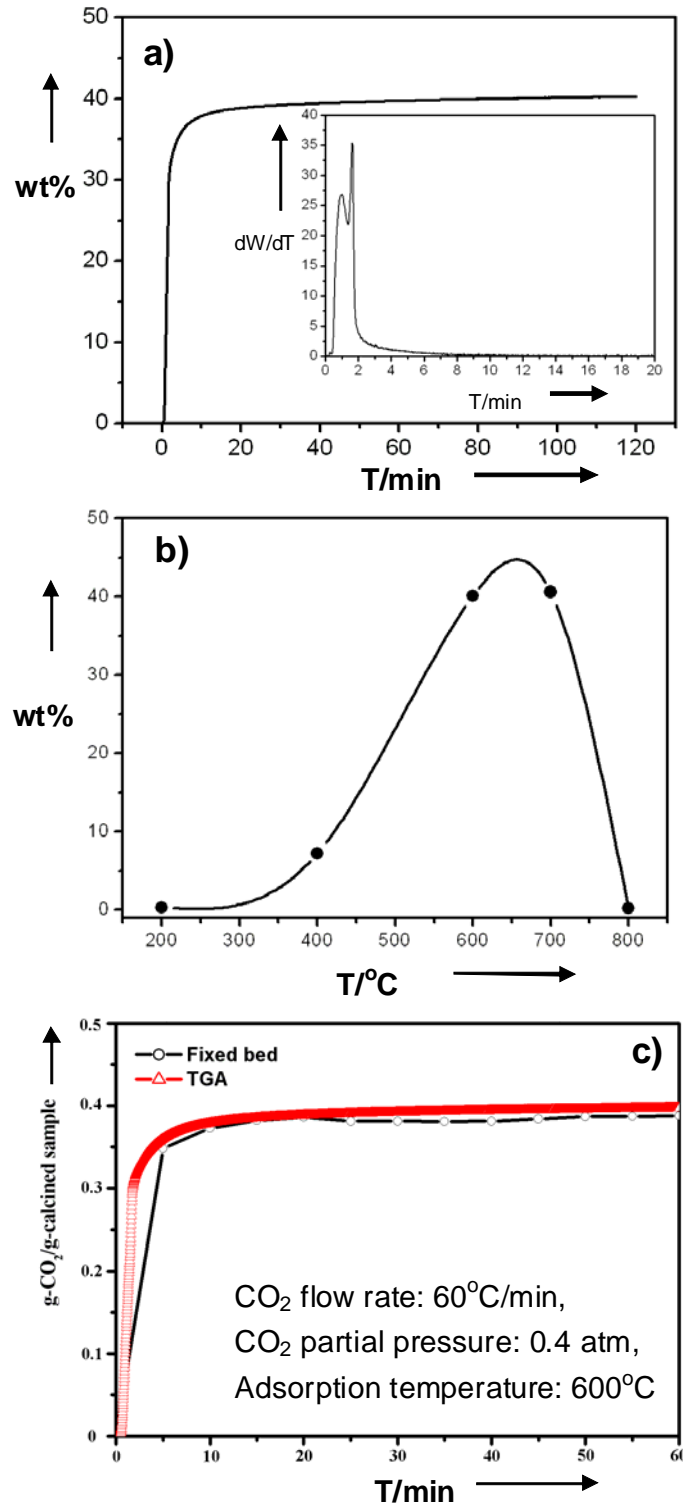 a)
50
40
30
20
10
0
wt%
0 20 40 60 80 100 120
T/min
40
35
30
25
20
15
10
5
0
dW/dT
0 2 4 6 8 10 12 14 16 18 20
T/min
b)
50
40
30
20
10
0
wt%
200 300 400 500 600 700 800
T/°C
c)
0.5
0.4
0.3
0.2
0.1
0
g-CO₂/g-calcined sample
Fixed bed
TGA
CO₂ flow rate: 60°C/min,
CO₂ partial pressure: 0.4 atm,
Adsorption temperature: 600°C
0 10 20 30 40 50 60
T/min